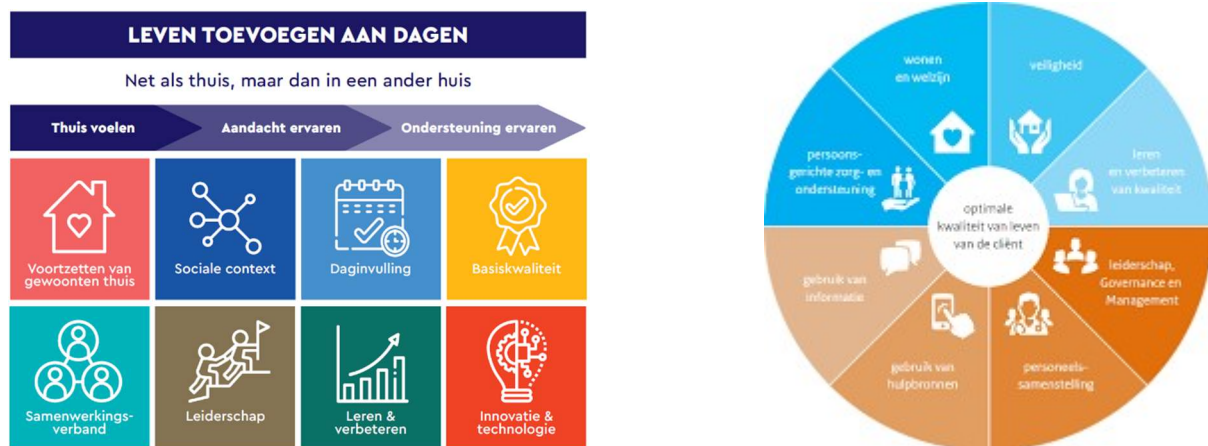 LEVEN TOEVOEGEN AAN DAGEN
Net als thuis, maar dan in een ander huis
Thuis voelen
Aandacht ervaren
Ondersteuning ervaren
Voortzetten van
gewoonten thuis
Sociale context
Daginvulling
Basiskwaliteit
Samenwerkings-
verband
Leiderschap
Leren &
verbeteren
Innovatie &
technologie
wonen
en welzijn
veiligheid
leren
en verbeteren
van kwaliteit
leiderschap,
Governance en
Management
personeels-
samenstelling
gebruik van
hulpbronnen
gebruik van
informatie
persoons-
gerichte zorg- en
ondersteuning
optimale
kwaliteit van leven
van de cliënt